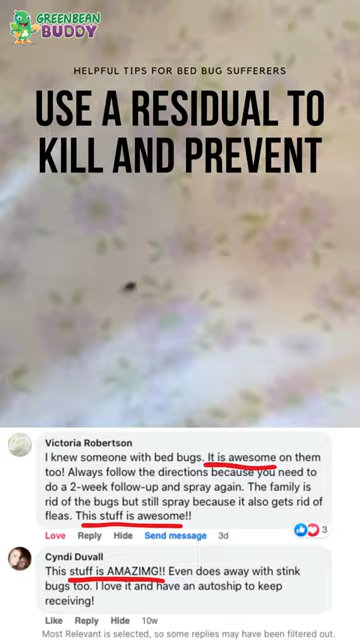 GREENBEAN
BUDDY
HELPFUL TIPS FOR BED BUG SUFFERERS
USE A RESIDUAL TO
KILL AND PREVENT
Victoria Robertson
I knew someone with bed bugs. It is awesome on them
too! Always follow the directions because you need to
do a 2-week follow-up and spray again. The family is
rid of the bugs but still spray because it also gets rid of
fleas. This stuff is awesome!!
3
Love Reply Hide Send message 3d
Cyndi Duvall
This stuff is AMAZIMG!! Even does away with stink
bugs too. I love it and have an autoship to keep
receiving!
Like Reply Hide 10w
Most Relevant is selected, so some replies may have been filtered out.